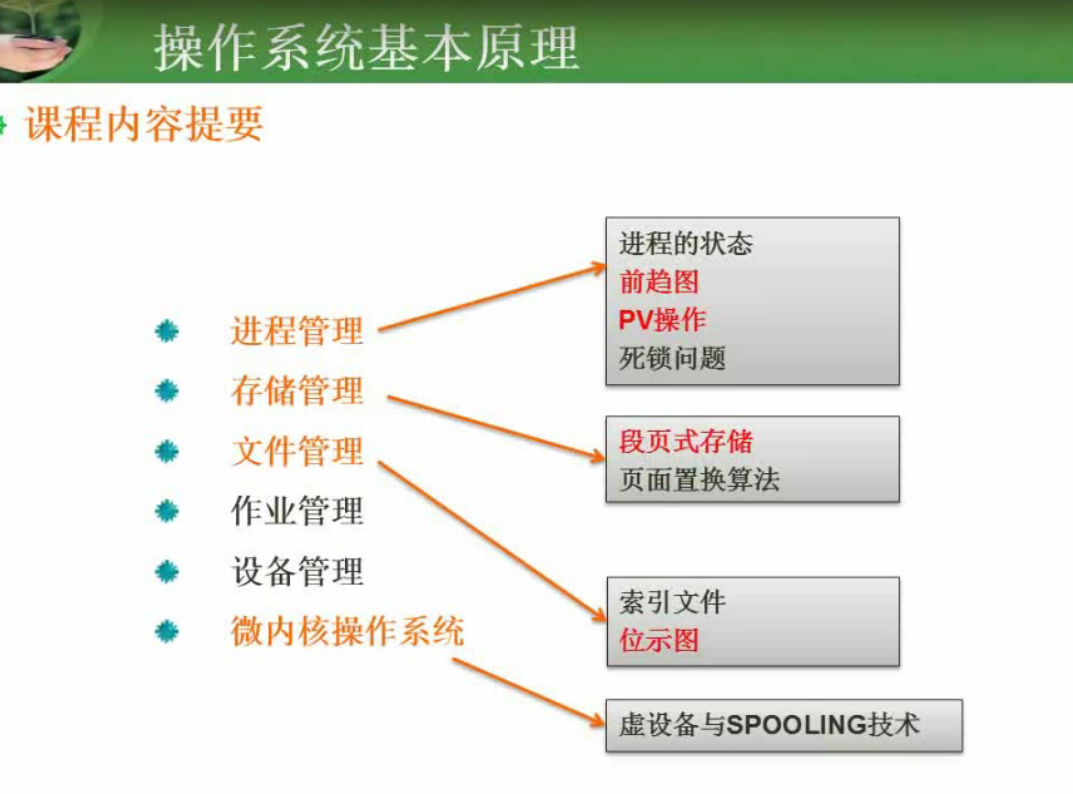 操作系统基本原理
课程内容提要
进程管理
存储管理
文件管理
作业管理
设备管理
微内核操作系统
进程的状态
前趋图
PV操作
死锁问题
段页式存储
页面置换算法
索引文件
位示图
虚设备与SPOOLING技术